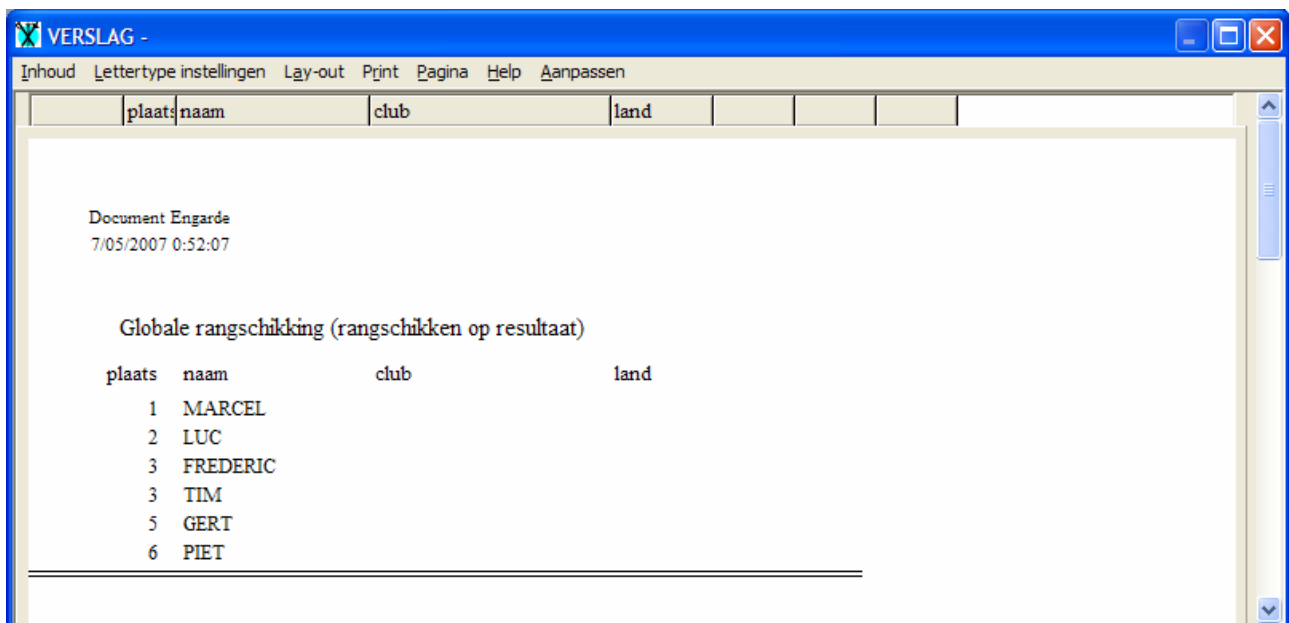 VERSLAG -
Inhoud Lettertype instellingen Lay-out Print Pagina Help Aanpassen
plaats naam club land
Document Engarde
7/05/2007 0:52:07
Globale rangschikking (rangschikken op resultaat)
plaats naam club land
1 MARCEL
2 LUC
3 FREDERIC
3 TIM
5 GERT
6 PIET